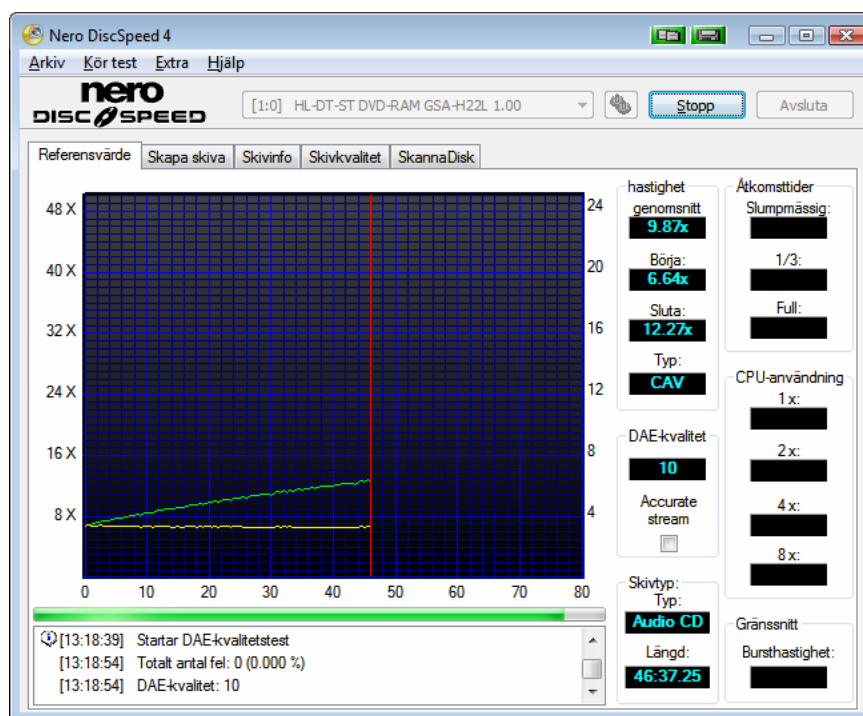 Nero DiscSpeed 4
Arkiv Kör test Extra Hjälp
nero
DISC SPEED
[1:0] HL-DT-ST DVD-RAM GSA-H22L 1.00
Stopp
Avsluta
Referensvärde Skapa skiva Skivinfo Skivkvalitet SkannaDisk
48 X
40 X
32 X
24 X
16 X
8 X
24
20
16
12
8
4
0 10 20 30 40 50 60 70 80
hastighet
genomsnitt
9.87x
Börja:
6.64x
Sluta:
12.27x
Typ:
CAV
DAE-kvalitet
10
Accurate
stream
Skivtyp:
Typ:
Audio CD
Längd:
46:37.25
Åtkomsttider
Slumpmässig:
1/3:
Full:
CPU-användning
1 x:
2 x:
4 x:
8 x:
Gränssnitt
Bursthastighet:
[13:18:39] Startar DAE-kvalitetstest
[13:18:54] Totalt antal fel: 0 (0.000 %)
[13:18:54] DAE-kvalitet: 10